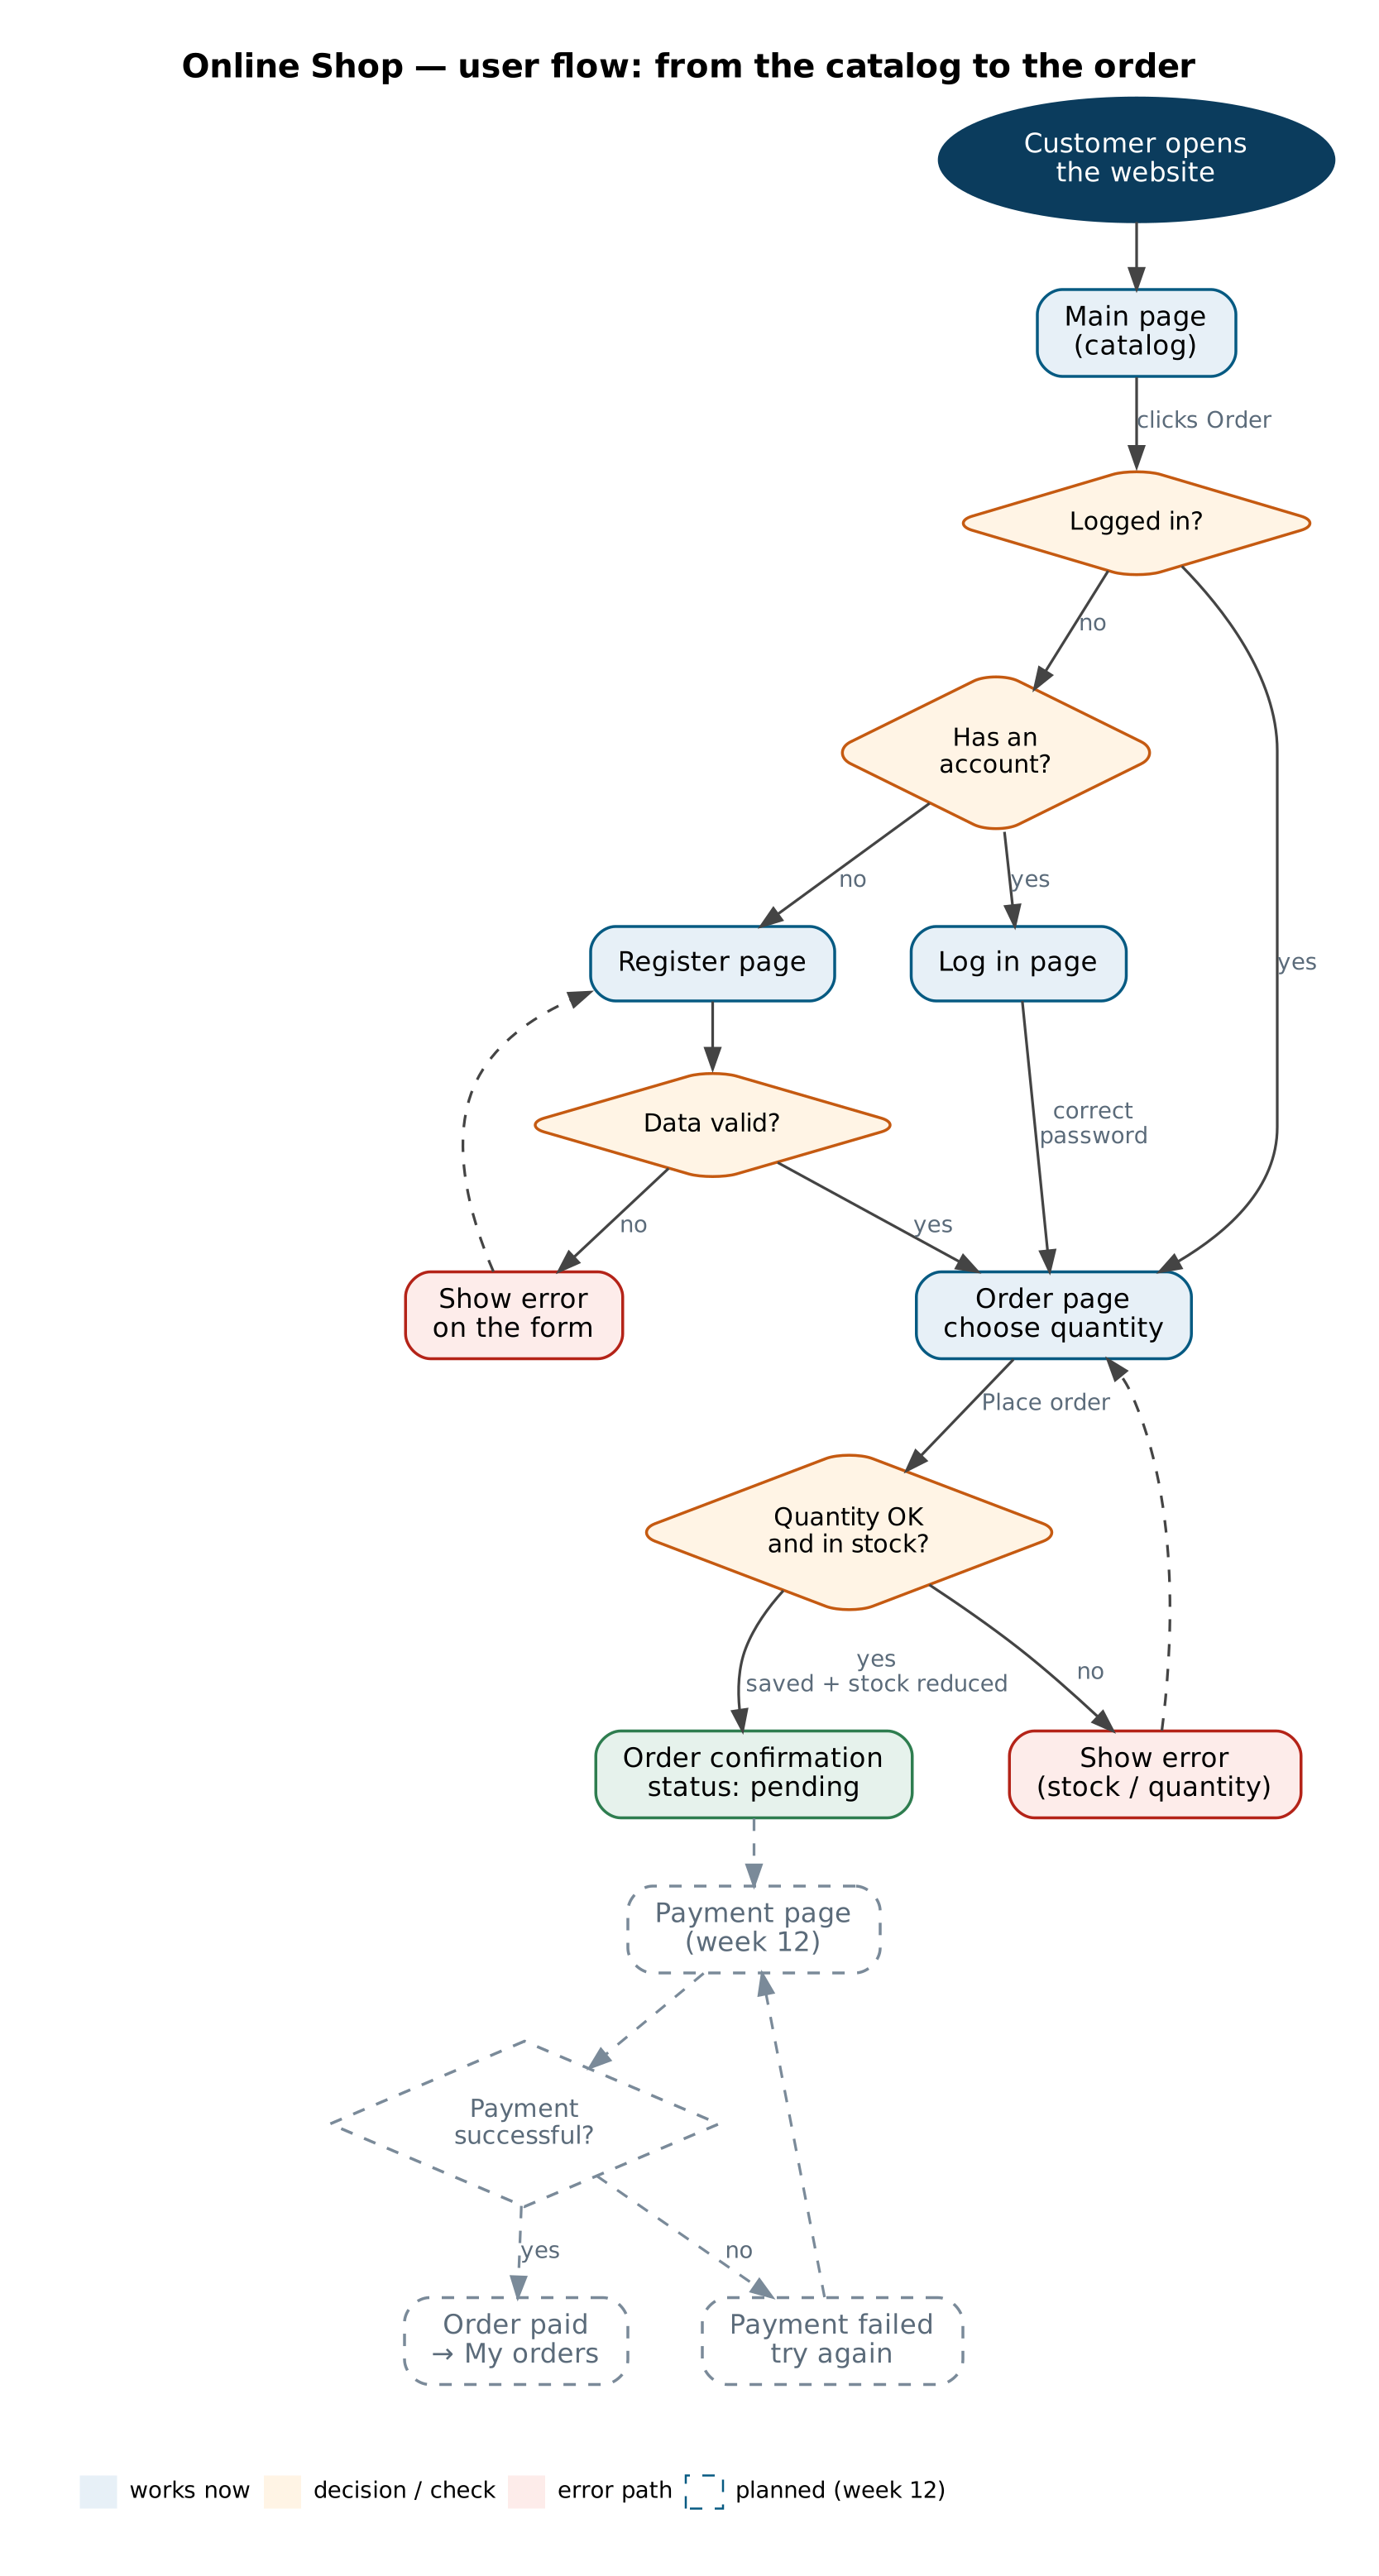 Online Shop — user flow: from the catalog to the order
Customer opens
the website
Main page
(catalog)
clicks Order
Logged in?
no
Has an
account?
no
yes
Register page
Log in page
yes
correct
password
Data valid?
no
yes
Show error
on the form
Order page
choose quantity
Place order
Quantity OK
and in stock?
yes
saved + stock reduced
no
Order confirmation
status: pending
Show error
(stock / quantity)
Payment page
(week 12)
Payment
successful?
yes
no
Order paid
→ My orders
Payment failed
try again
works now
decision / check
error path
planned (week 12)